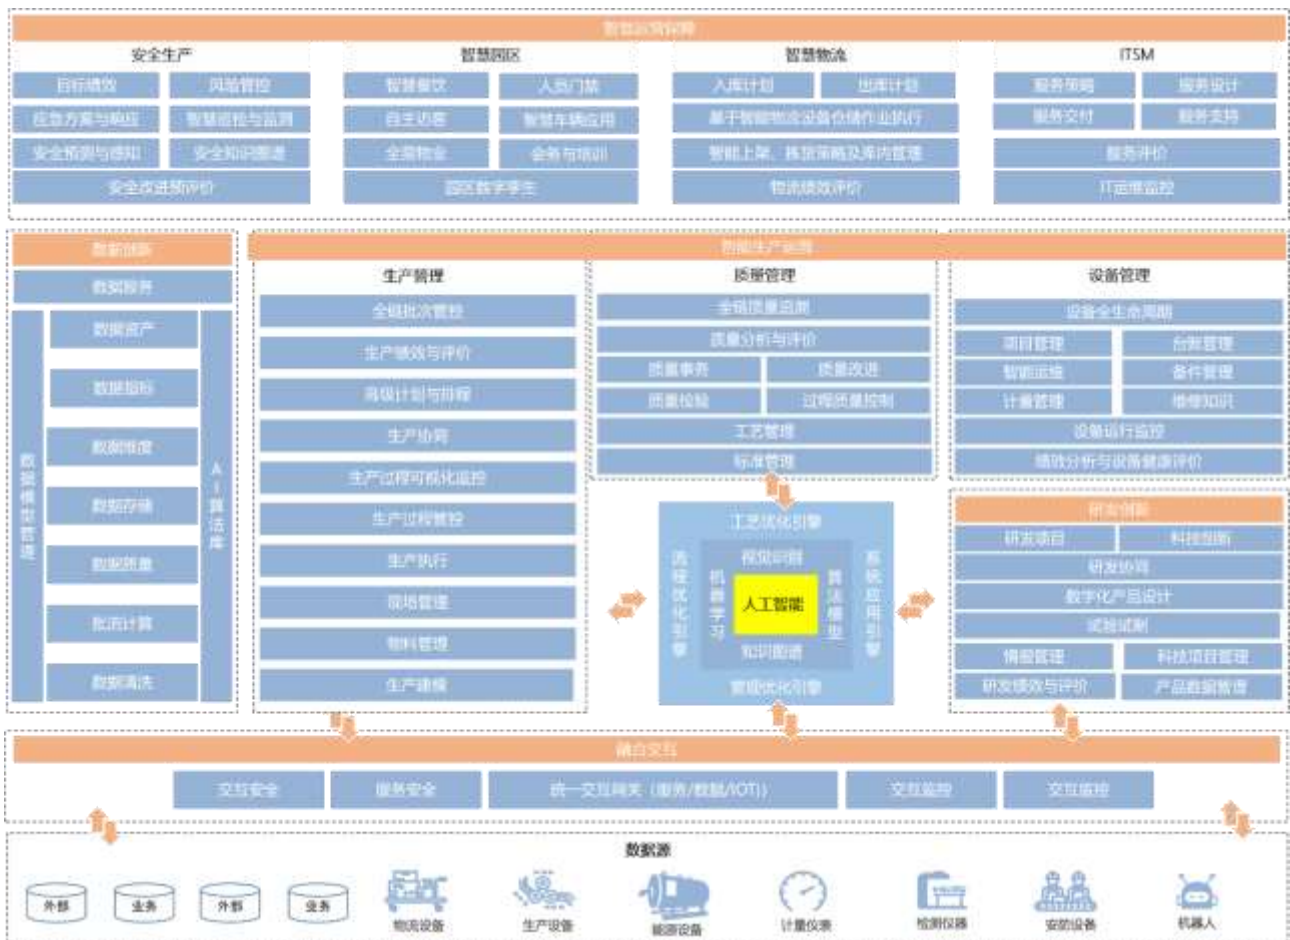 智慧运营保障
安全生产
目标绩效 风险管控
应急方案与响应 智慧巡检与监测
安全预测与感知 安全知识图谱
安全改进预评价
智慧园区
智慧餐饮 人员门禁
自主访客 智慧车辆应用
全景物业 会务与培训
园区数字孪生
智慧物流
入库计划 出库计划
基于智能物流设备仓储作业执行
智能上架、拣货策略及库内管理
物流绩效评价
ITSM
服务策略 服务设计
服务交付 服务支持
服务评价
IT运维监控
数据创新
数据服务
数据模型管道
数据资产
数据指标
数据维度
数据存储
数据质量
批流计算
数据清洗
AI算法库
智能生产运营
生产管理
全链批次管控
生产绩效与评价
高级计划与排程
生产协同
生产过程可视化监控
生产过程管控
生产执行
现场管理
物料管理
生产建模
质量管理
全链质量追溯
质量分析与评价
质量事务 质量改进
质量检验 过程质量控制
工艺管理
标准管理
设备管理
设备全生命周期
项目管理 台账管理
智能运维 备件管理
计量管理 维修知识
设备运行监控
绩效分析与设备健康评价
工艺优化引擎
流程优化引擎
视觉识别
机器学习
人工智能
算法模型
知识图谱
系统应用引擎
管理优化引擎
研发创新
研发项目 科技创新
研发协同
数字化产品设计
试验试制
情报管理 科技项目管理
研发绩效与评价 产品数据管理
融合交互
交互安全 服务安全 统一交互网关（服务/数据/IOT)） 交互监控 交互监控
数据源
外部 业务 外部 业务 物流设备 生产设备 能源设备 计量仪表 检测仪器 安防设备 机器人